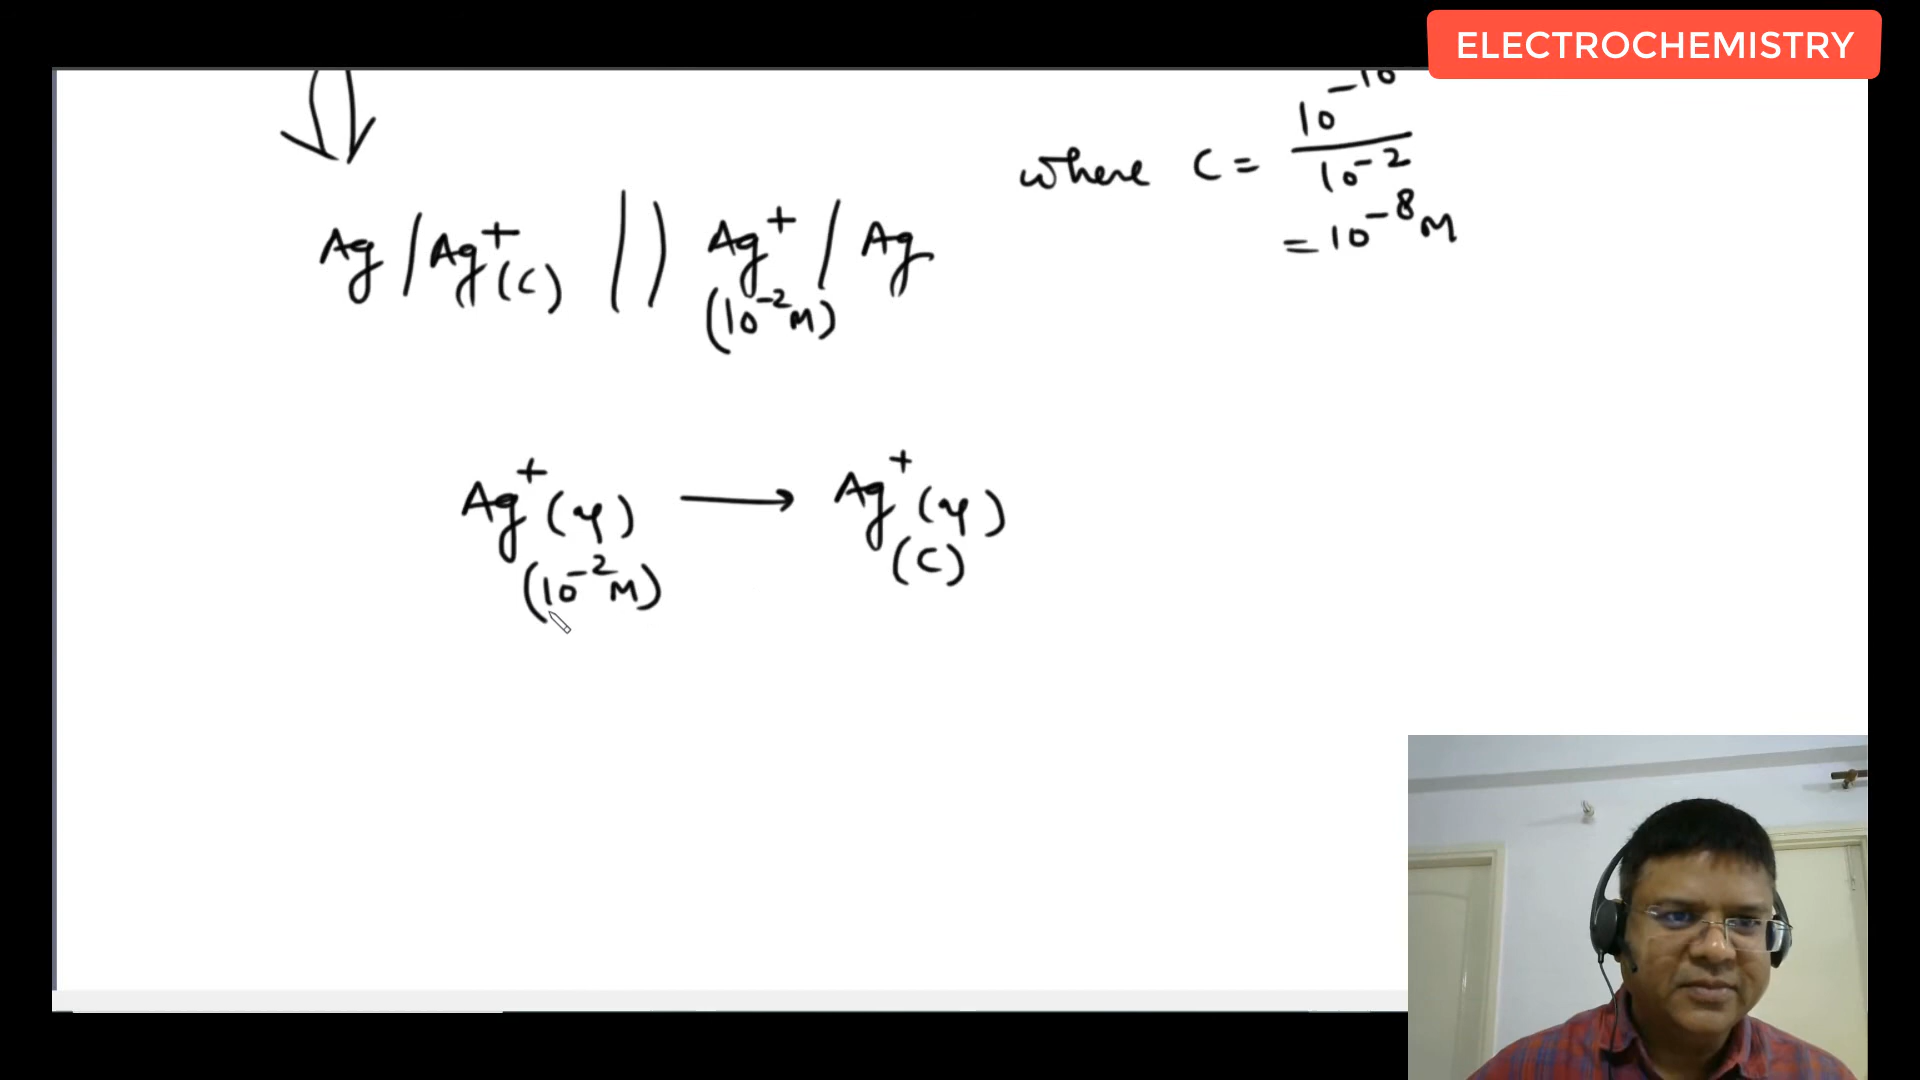 ELECTROCHEMISTRY
where C = 10^-10 / 10^-2
= 10^-8 M
Ag / Ag+ (C) || Ag+ / Ag
(10^-2 M)
Ag+ (aq) → Ag+ (aq)
(10^-2 M) (C)